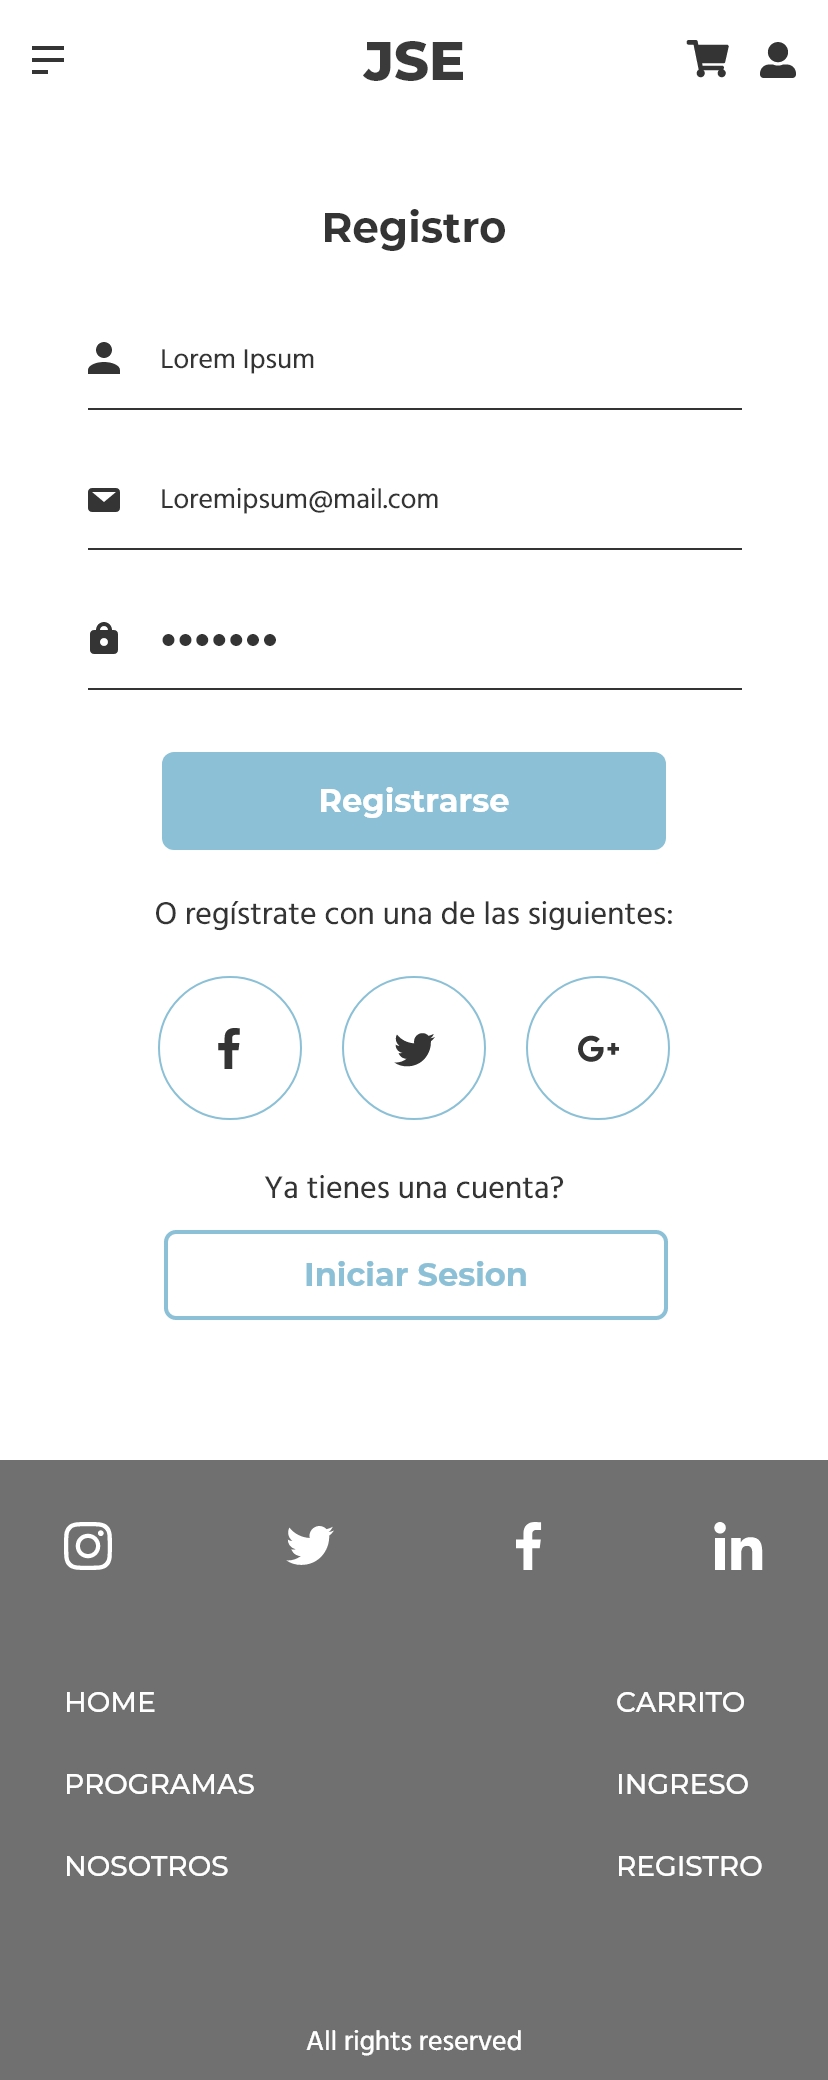 JSE
Registro
Lorem Ipsum
Loremipsum@mail.com
•••••••
Registrarse
O regístrate con una de las siguientes:
G+
Ya tienes una cuenta?
Iniciar Sesion
HOME
CARRITO
PROGRAMAS
INGRESO
NOSOTROS
REGISTRO
All rights reserved